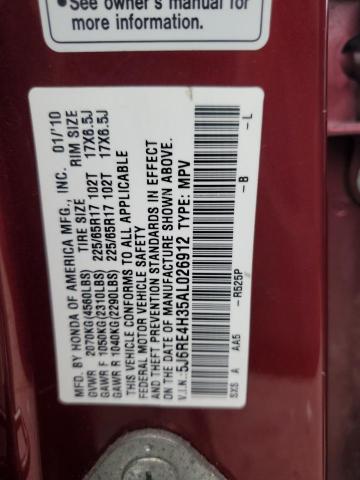 • See owner's manual for
more information.
MFD. BY HONDA OF AMERICA MFG., INC. 01/'10
TIRE SIZE RIM SIZE
GVWR 2070KG(4560LBS)
GAWR F 1050KG(2310LBS) 225/65R17 102T 17X6.5J
GAWR R 1040KG(2290LBS) 225/65R17 102T 17X6.5J
THIS VEHICLE CONFORMS TO ALL APPLICABLE
FEDERAL MOTOR VEHICLE SAFETY
AND THEFT PREVENTION STANDARDS IN EFFECT
ON THE DATE OF MANUFACTURE SHOWN ABOVE.
V.I.N:5J6RE4H35AL026912 TYPE: MPV
-R525P -B -L
SXS A AA5